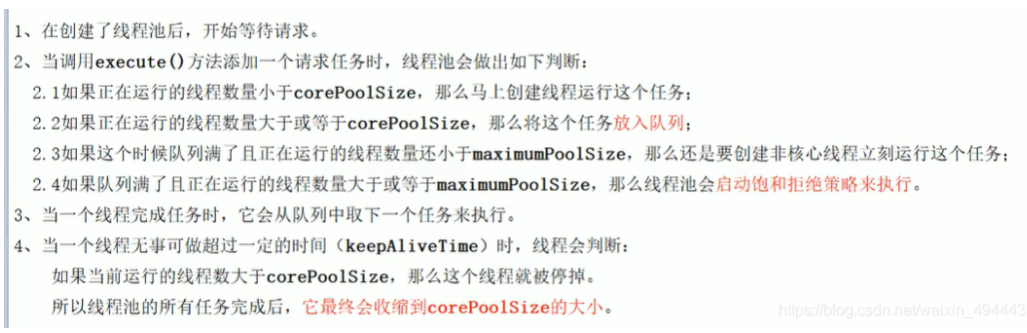 1、在创建了线程池后，开始等待请求。
2、当调用execute()方法添加一个请求任务时，线程池会做出如下判断：
2.1如果正在运行的线程数量小于corePoolSize，那么马上创建线程运行这个任务；
2.2如果正在运行的线程数量大于或等于corePoolSize，那么将这个任务放入队列；
2.3如果这个时候队列满了且正在运行的线程数量还小于maximumPoolSize，那么还是要创建非核心线程立刻运行这个任务；
2.4如果队列满了且正在运行的线程数量大于或等于maximumPoolSize，那么线程池会启动饱和拒绝策略来执行。
3、当一个线程完成任务时，它会从队列中取下一个任务来执行。
4、当一个线程无事可做超过一定的时间（keepAliveTime）时，线程会判断：
如果当前运行的线程数大于corePoolSize，那么这个线程就被停掉。
所以线程池的所有任务完成后，它最终会收缩到corePoolSize的大小。
https://blog.csdn.net/weixin_494443